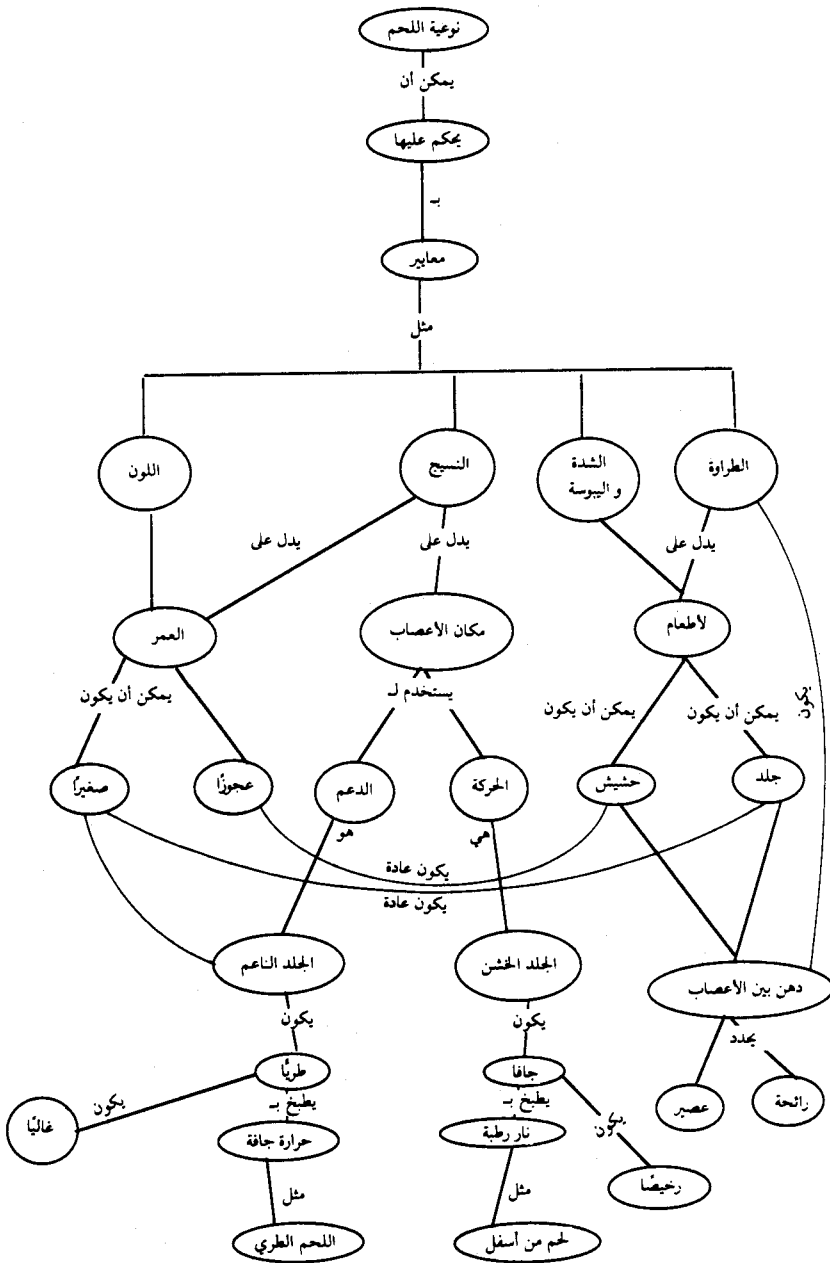 نوعية اللحم
يمكن أن
يحكم عليها
بـ
معايير
مثل
الطراوة
الشدة
و اليبوسة
النسيج
اللون
يدل على
يدل على
يدل على
لأطعام
مكان الأعصاب
العمر
يكون
يمكن أن يكون
يمكن أن يكون
يستخدم لـ
يمكن أن يكون
جلد
حشيش
الحركة
الدعم
عجوزًا
صغيرًا
هي
هو
يكون عادة
يكون عادة
دهن بين الأعصاب
الجلد الخشن
الجلد الناعم
يحدد
يكون
يكون
رائحة
عصير
جافا
طريًا
يطبخ بـ
يطبخ بـ
يكون
يكون
غاليًا
نار رطبة
حرارة جافة
رخيصًا
مثل
مثل
لحم من أسفل
اللحم الطري